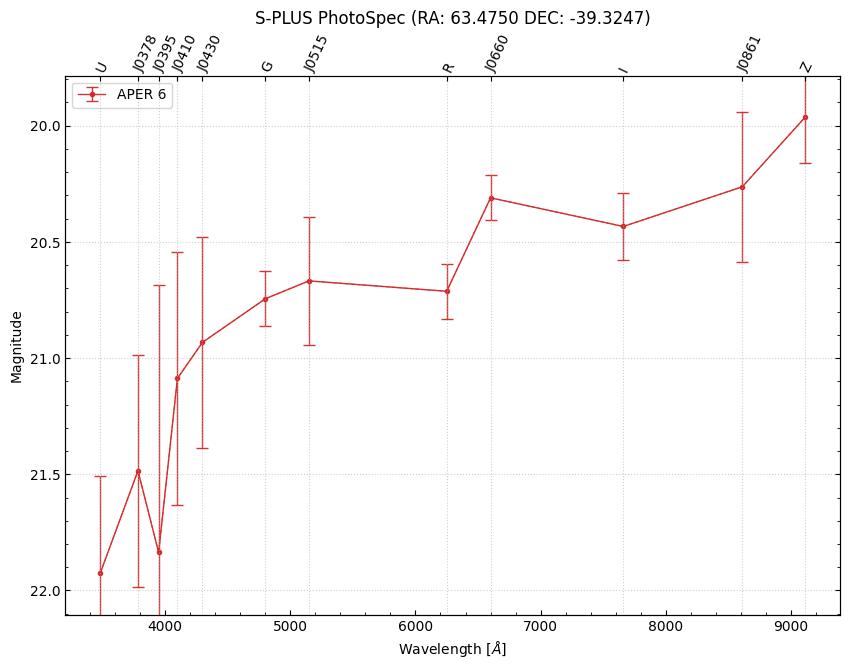 S-PLUS PhotoSpec (RA: 63.4750 DEC: -39.3247)
U J0378 J0395 J0410 J0430 G J0515 R J0660 I J0861 Z
APER 6
20.0
20.5
21.0
21.5
22.0
Magnitude
4000 5000 6000 7000 8000 9000
Wavelength [Å]